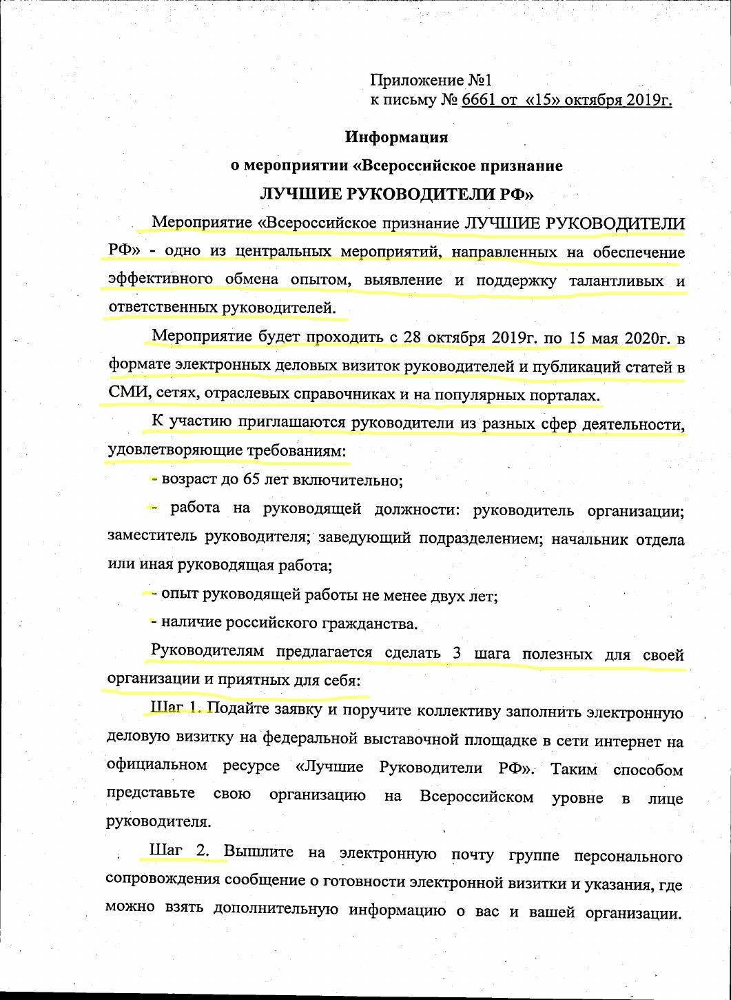 Приложение №1
к письму № 6661 от «15» октября 2019г.
Информация
о мероприятии «Всероссийское признание
ЛУЧШИЕ РУКОВОДИТЕЛИ РФ»
Мероприятие «Всероссийское признание ЛУЧШИЕ РУКОВОДИТЕЛИ
РФ» - одно из центральных мероприятий, направленных на обеспечение
эффективного обмена опытом, выявление и поддержку талантливых и
ответственных руководителей.
Мероприятие будет проходить с 28 октября 2019г. по 15 мая 2020г. в
формате электронных деловых визиток руководителей и публикаций статей в
СМИ, сетях, отраслевых справочниках и на популярных порталах.
К участию приглашаются руководители из разных сфер деятельности,
удовлетворяющие требованиям:
- возраст до 65 лет включительно;
- работа на руководящей должности: руководитель организации;
заместитель руководителя; заведующий подразделением; начальник отдела
или иная руководящая работа;
- опыт руководящей работы не менее двух лет;
- наличие российского гражданства.
Руководителям предлагается сделать 3 шага полезных для своей
организации и приятных для себя:
Шаг 1. Подайте заявку и поручите коллективу заполнить электронную
деловую визитку на федеральной выставочной площадке в сети интернет на
официальном ресурсе «Лучшие Руководители РФ». Таким способом
представьте свою организацию на Всероссийском уровне в лице
руководителя.
Шаг 2. Вышлите на электронную почту группе персонального
сопровождения сообщение о готовности электронной визитки и указания, где
можно взять дополнительную информацию о вас и вашей организации.